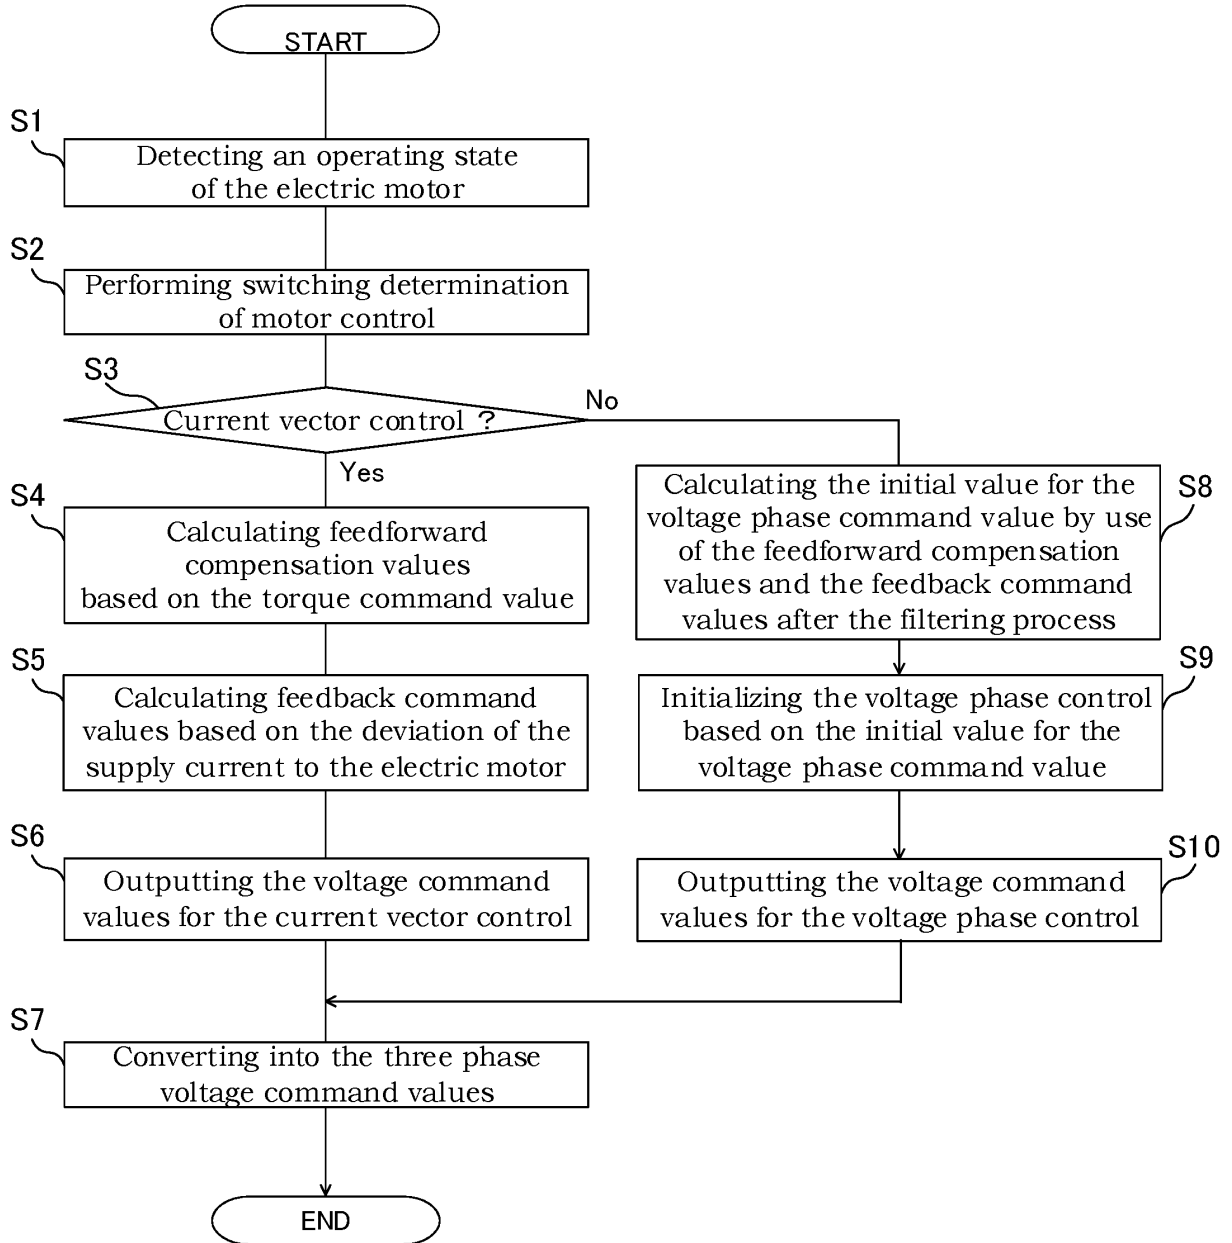 START
S1
Detecting an operating state
of the electric motor
S2
Performing switching determination
of motor control
S3
Current vector control ?
No
Yes
S4
Calculating feedforward
compensation values
based on the torque command value
S5
Calculating feedback command
values based on the deviation of the
supply current to the electric motor
S6
Outputting the voltage command
values for the current vector control
S8
Calculating the initial value for the
voltage phase command value by use
of the feedforward compensation
values and the feedback command
values after the filtering process
S9
Initializing the voltage phase control
based on the initial value for the
voltage phase command value
S10
Outputting the voltage command
values for the voltage phase control
S7
Converting into the three phase
voltage command values
END